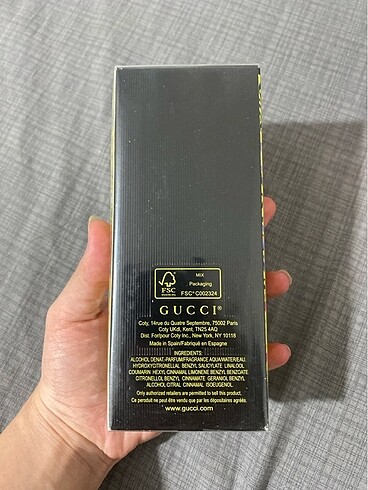 MIX
Packaging
FSC
FSC® C002324
GUCCI®
Coty, 14rue du Quatre Septembre, 75002 Paris
Coty UKdI, Kent, TN25 4AQ
Dist. For/pour Coty Inc., New York, NY 10118
Made in Spain/Fabriqué en Espagne
INGREDIENTS:
ALCOHOL DENAT·PARFUM/FRAGRANCE AQUA/WATER/EAU,
HYDROXYCITRONELLAL BENZYL SALICYLATE LINALOOL
COUMARIN HEXYL CINNAMAL LIMONENE BENZYL BENZOATE
CITRONELLOL BENZYL CINNAMATE GERANIOL BENZYL
ALCOHOL CITRAL CINNAMAL ISOEUGENOL.
Only authorized retailers are permitted to sell this product.
Ce produit ne peut être vendu que par les dépositaires agréés.
www.gucci.com